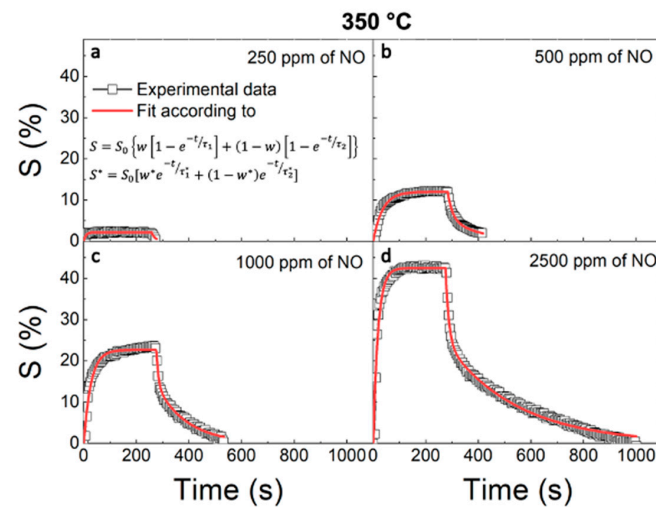 350 °C
a
250 ppm of NO
b
500 ppm of NO
Experimental data
Fit according to
S = S₀ {w [1 − e^{−t/τ₁}] + (1 − w) [1 − e^{−t/τ₂}]}
S* = S₀[w*e^{−t/τ₁*} + (1 − w*)e^{−t/τ₂*}]
S (%)
40
30
20
10
0
c
1000 ppm of NO
d
2500 ppm of NO
S (%)
40
30
20
10
0
0 200 400 600 800 1000
0 200 400 600 800 1000
Time (s)
Time (s)